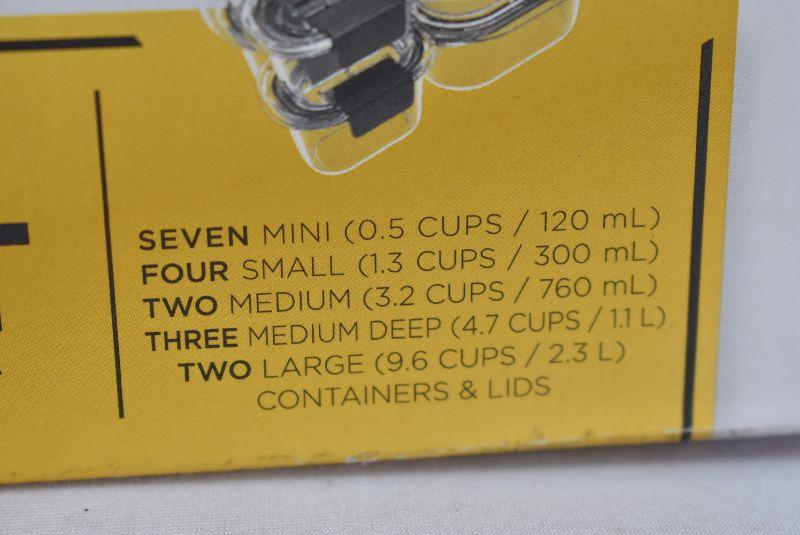 SEVEN MINI (0.5 CUPS / 120 mL)
FOUR SMALL (1.3 CUPS / 300 mL)
TWO MEDIUM (3.2 CUPS / 760 mL)
THREE MEDIUM DEEP (4.7 CUPS / 1.1 L)
TWO LARGE (9.6 CUPS / 2.3 L)
CONTAINERS & LIDS